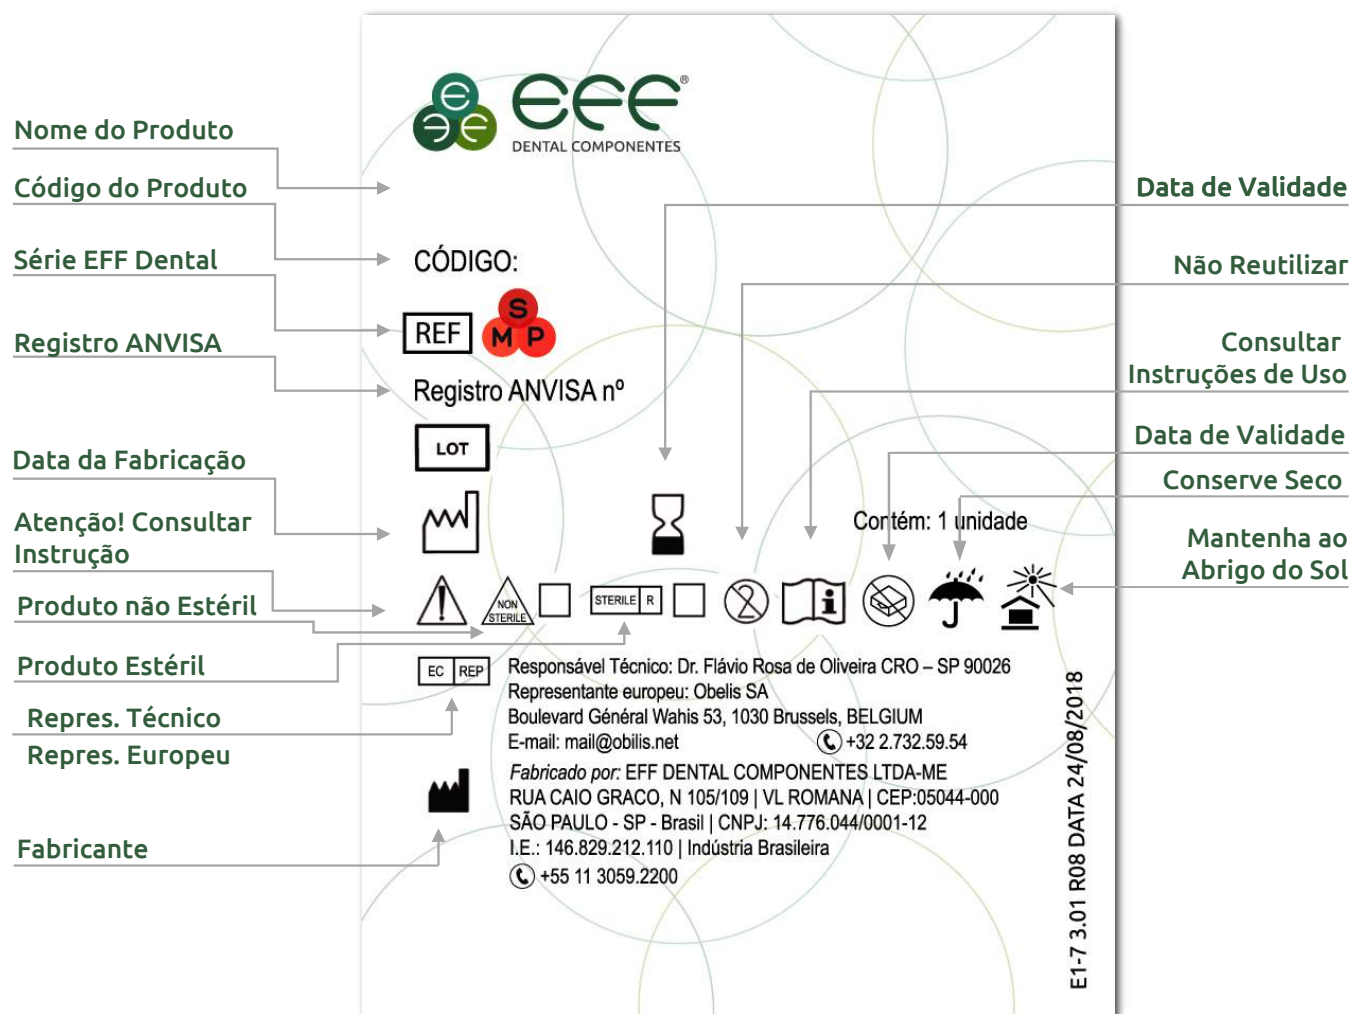 EFF®
DENTAL COMPONENTES
Nome do Produto
Código do Produto
Série EFF Dental
Registro ANVISA
Data da Fabricação
Atenção! Consultar
Instrução
Produto não Estéril
Produto Estéril
Repres. Técnico
Repres. Europeu
Fabricante
CÓDIGO:
REF
S
M P
Registro ANVISA nº
LOT
Contém: 1 unidade
NON
STERILE
STERILE R
2
i
EC REP
Responsável Técnico: Dr. Flávio Rosa de Oliveira CRO – SP 90026
Representante europeu: Obelis SA
Boulevard Général Wahis 53, 1030 Brussels, BELGIUM
E-mail: mail@obilis.net +32 2.732.59.54
Fabricado por: EFF DENTAL COMPONENTES LTDA-ME
RUA CAIO GRACO, N 105/109 | VL ROMANA | CEP:05044-000
SÃO PAULO - SP - Brasil | CNPJ: 14.776.044/0001-12
I.E.: 146.829.212.110 | Indústria Brasileira
+55 11 3059.2200
E1-7 3.01 R08 DATA 24/08/2018
Data de Validade
Não Reutilizar
Consultar
Instruções de Uso
Data de Validade
Conserve Seco
Mantenha ao
Abrigo do Sol